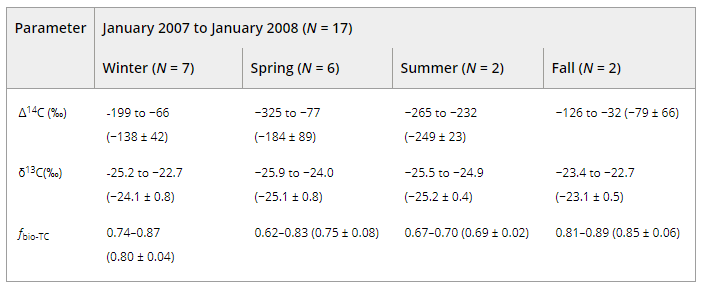 Parameter January 2007 to January 2008 (N = 17)
Winter (N = 7) Spring (N = 6) Summer (N = 2) Fall (N = 2)
Δ¹⁴C (‰) -199 to −66 −325 to −77 −265 to −232 −126 to −32 (−79 ± 66)
(−138 ± 42) (−184 ± 89) (−249 ± 23)
δ¹³C(‰) -25.2 to −22.7 −25.9 to −24.0 −25.5 to −24.9 −23.4 to −22.7
(−24.1 ± 0.8) (−25.1 ± 0.8) (−25.2 ± 0.4) (−23.1 ± 0.5)
fbio-TC 0.74–0.87 0.62–0.83 (0.75 ± 0.08) 0.67–0.70 (0.69 ± 0.02) 0.81–0.89 (0.85 ± 0.06)
(0.80 ± 0.04)